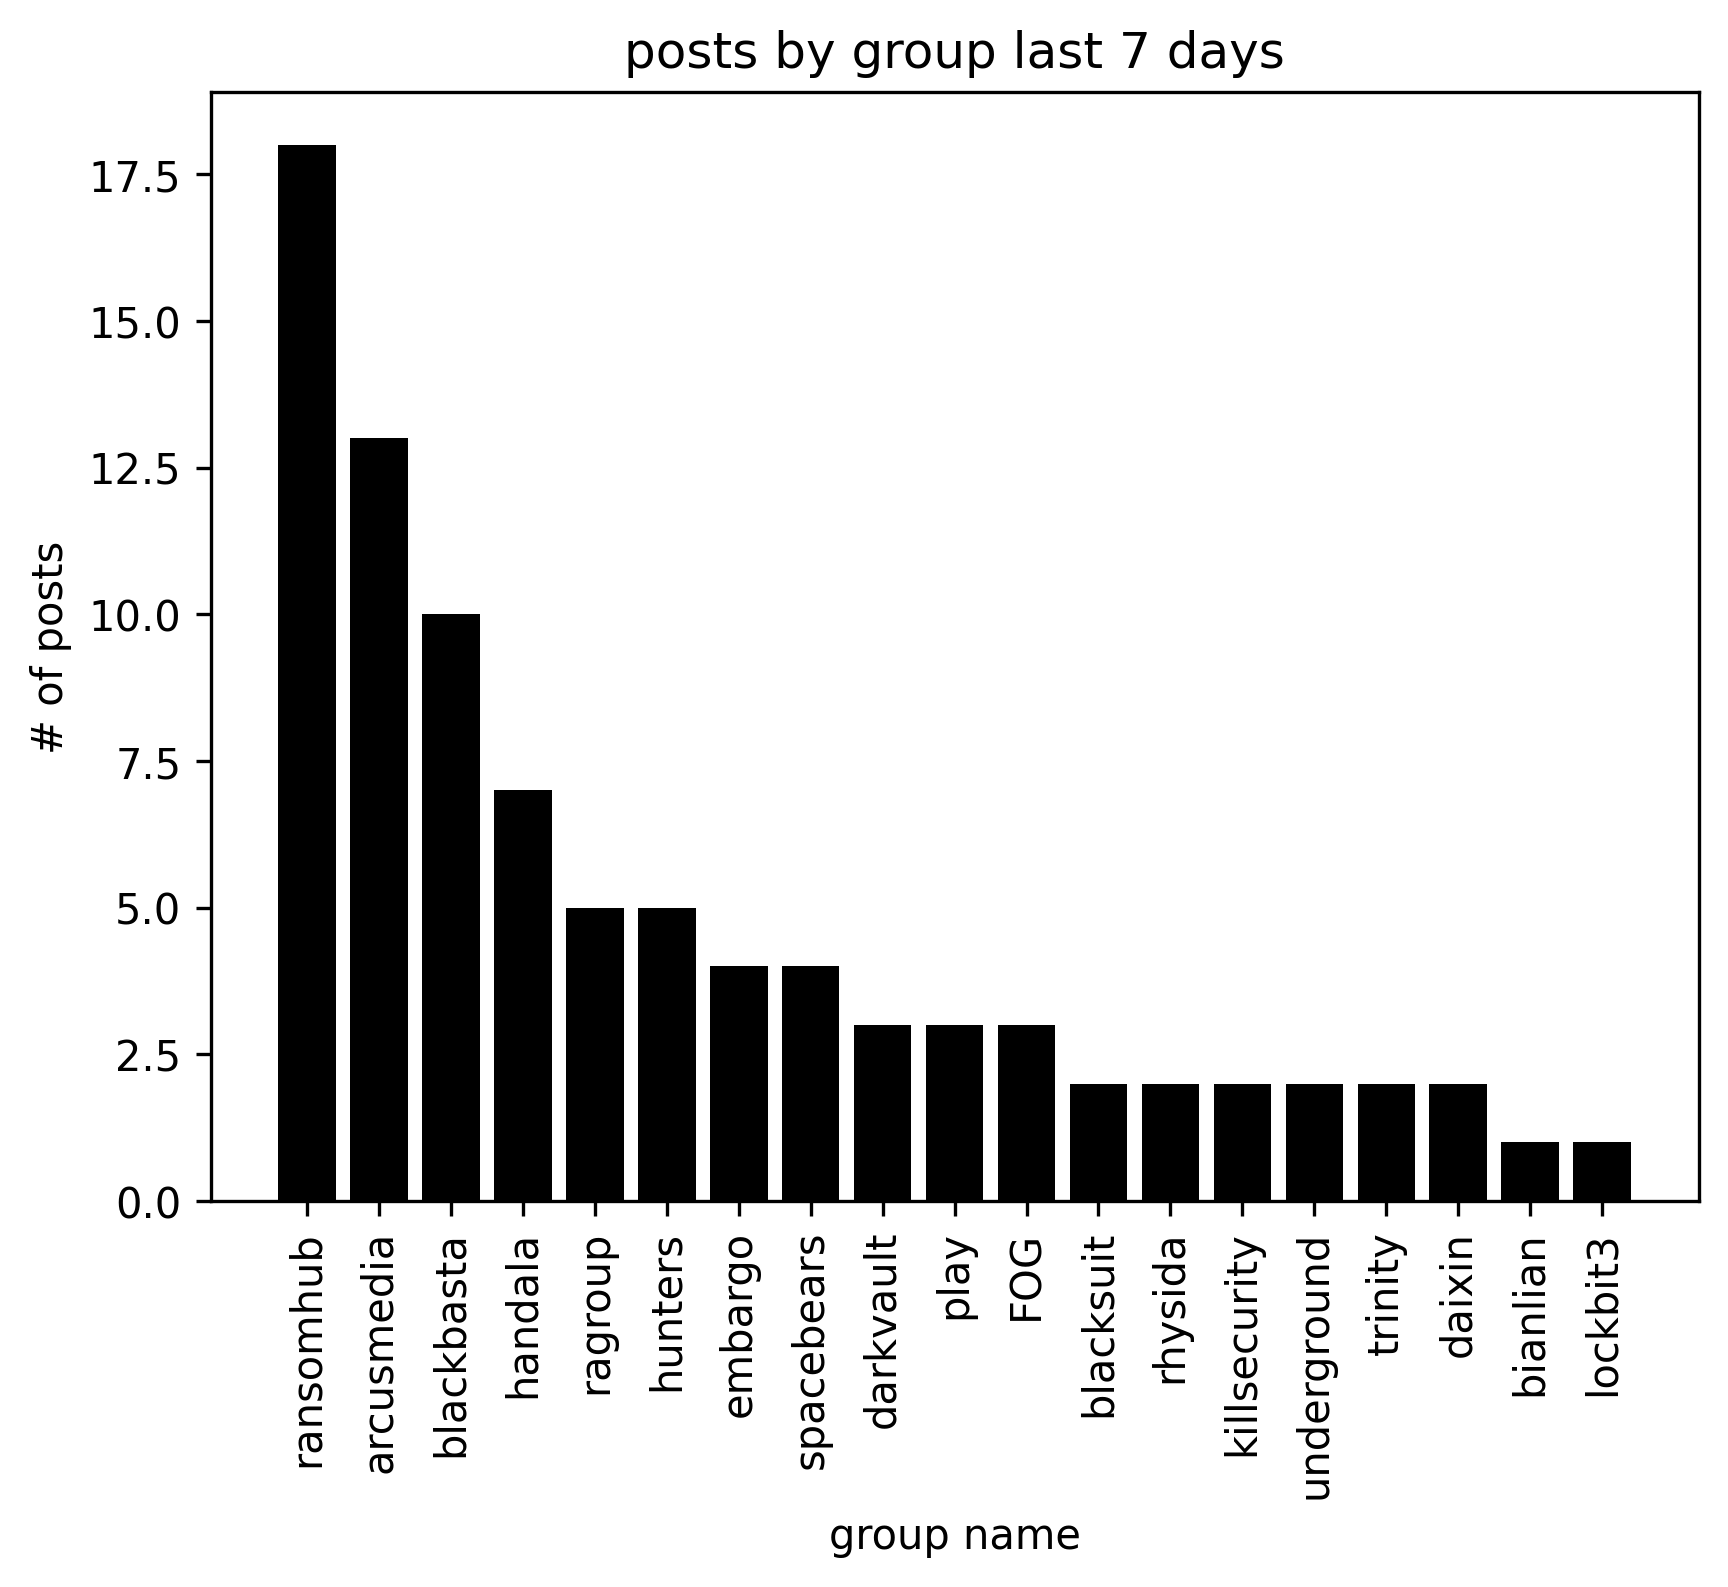 posts by group last 7 days
# of posts
17.5
15.0
12.5
10.0
7.5
5.0
2.5
0.0
ransomhub
arcusmedia
blackbasta
handala
ragroup
hunters
embargo
spacebears
darkvault
play
FOG
blacksuit
rhysida
killsecurity
underground
trinity
daixin
bianlian
lockbit3
group name